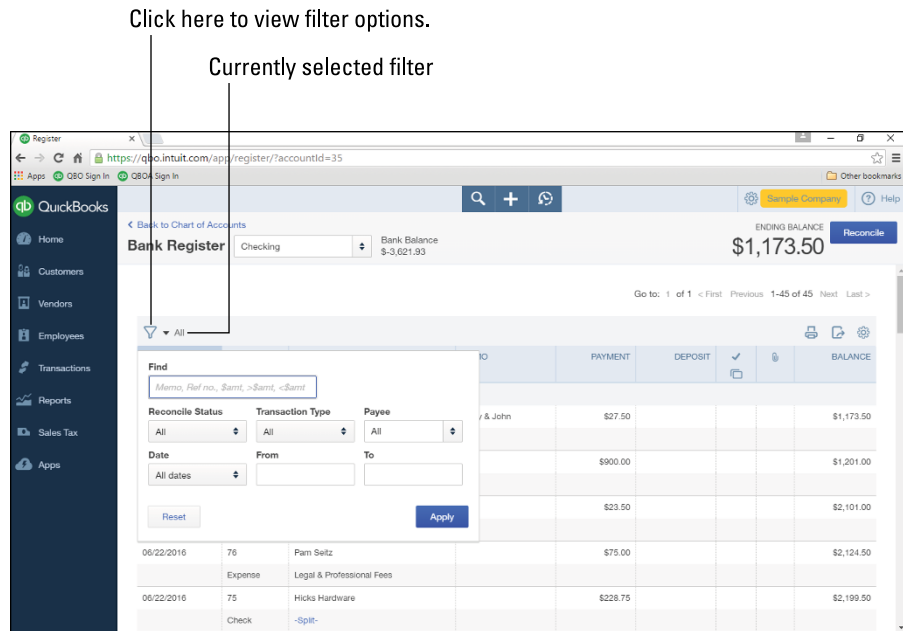 Click here to view filter options.
Currently selected filter
Register
https://qbo.intuit.com/app/register/?accountId=35
Apps QBO Sign In QBOA Sign In Other bookmarks
QuickBooks
Sample Company Help
Home
Customers
Vendors
Employees
Transactions
Reports
Sales Tax
Apps
< Back to Chart of Accounts
Bank Register Checking Bank Balance
$-3,621.93
ENDING BALANCE
$1,173.50
Reconcile
Go to: 1 of 1 < First Previous 1-45 of 45 Next Last >
All
PAYMENT DEPOSIT BALANCE
Find
Memo, Ref no., $amt, >$amt, <$amt
Reconcile Status Transaction Type Payee
All All All
Date From To
All dates
Reset Apply
& John $27.50 $1,173.50
$900.00 $1,201.00
$23.50 $2,101.00
06/22/2016 76 Pam Seitz $75.00 $2,124.50
Expense Legal & Professional Fees
06/22/2016 75 Hicks Hardware $228.75 $2,199.50
Check -Split-